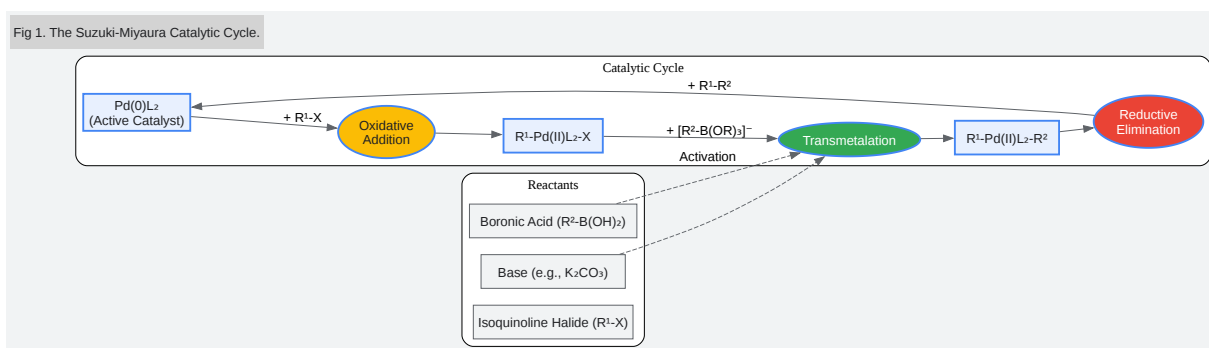 Fig 1. The Suzuki-Miyaura Catalytic Cycle.
Catalytic Cycle
+ R¹-R²
Pd(0)L₂
(Active Catalyst)
+ R¹-X
Oxidative
Addition
R¹-Pd(II)L₂-X
+ [R²-B(OR)₃]⁻
Transmetalation
R¹-Pd(II)L₂-R²
Reductive
Elimination
Activation
Reactants
Boronic Acid (R²-B(OH)₂)
Base (e.g., K₂CO₃)
Isoquinoline Halide (R¹-X)